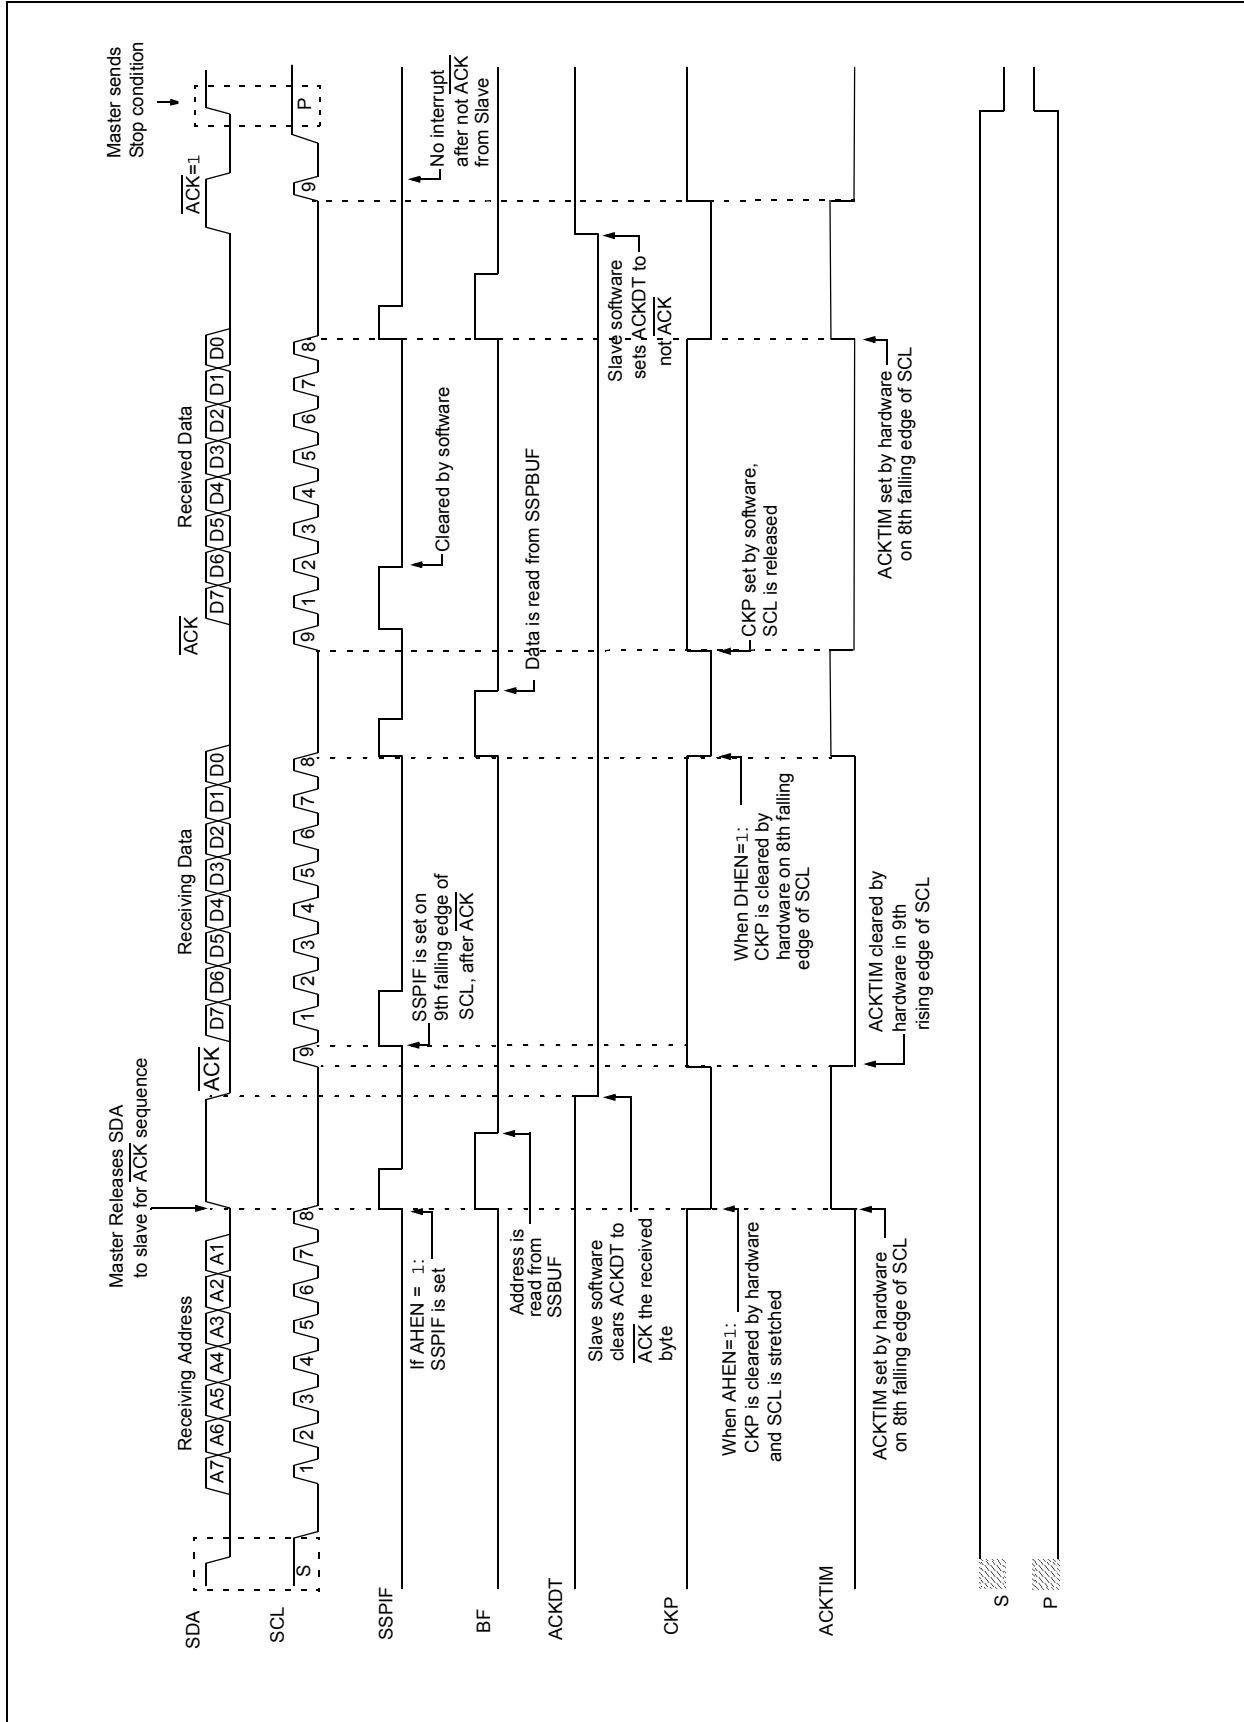 Master Releases SDA
to slave for ACK sequence
Master sends
Stop condition
Receiving Address
Receiving Data
Received Data
ACK
ACK
ACK=1
SDA
A7 A6 A5 A4 A3 A2 A1
D7 D6 D5 D4 D3 D2 D1 D0
D7 D6 D5 D4 D3 D2 D1 D0
SCL
S
1 2 3 4 5 6 7 8
9
1 2 3 4 5 6 7 8
9
1 2 3 4 5 6 7 8
9
P
SSPIF
If AHEN = 1:
SSPIF is set
SSPIF is set on
9th falling edge of
SCL, after ACK
Cleared by software
No interrupt
after not ACK
from Slave
BF
Address is
read from
SSBUF
Data is read from SSPBUF
ACKDT
Slave software
clears ACKDT to
ACK the received
byte
Slave software
sets ACKDT to
not ACK
CKP
When AHEN=1:
CKP is cleared by hardware
and SCL is stretched
When DHEN=1:
CKP is cleared by
hardware on 8th falling
edge of SCL
CKP set by software,
SCL is released
ACKTIM
ACKTIM set by hardware
on 8th falling edge of SCL
ACKTIM cleared by
hardware in 9th
rising edge of SCL
ACKTIM set by hardware
on 8th falling edge of SCL
S
P